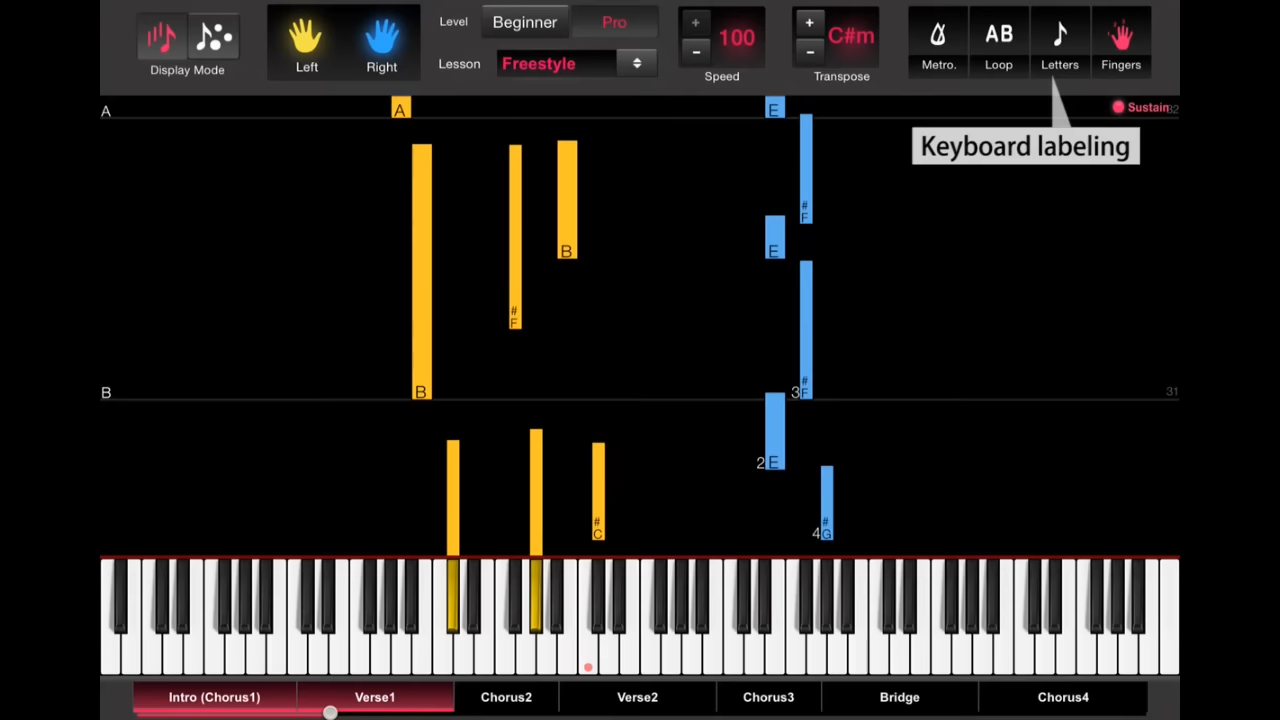 Display Mode
Left
Right
Level
Beginner
Pro
Lesson
Freestyle
+
-
100
Speed
+
-
C#m
Transpose
Metro.
AB
Loop
Letters
Fingers
A
A
E
Sustain
32
Keyboard labeling
#
F
B
E
#
F
B
B
#
F
3
31
2
E
#
C
4
#
G
Intro (Chorus1)
Verse1
Chorus2
Verse2
Chorus3
Bridge
Chorus4